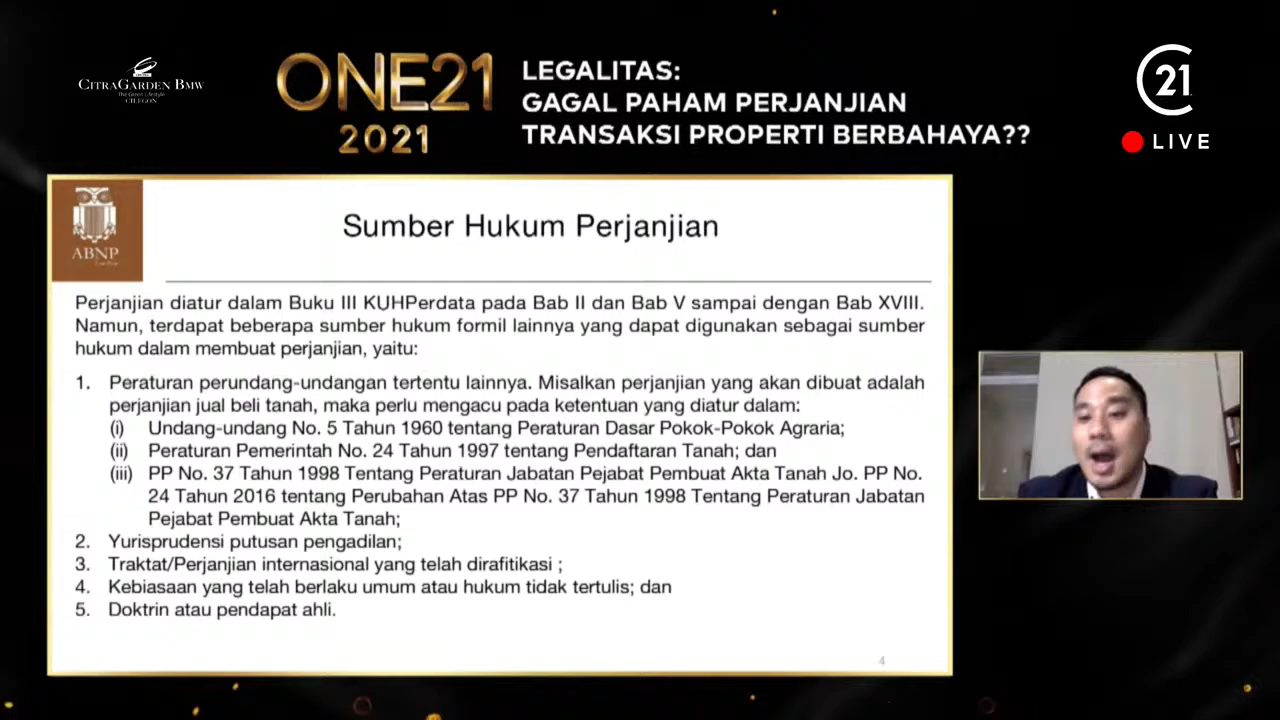 CITRAGARDEN BMW
The Green Lifestyle
CILEGON
ONE21
2021
LEGALITAS:
GAGAL PAHAM PERJANJIAN
TRANSAKSI PROPERTI BERBAHAYA??
21
LIVE
ABNP
Sumber Hukum Perjanjian
Perjanjian diatur dalam Buku III KUHPerdata pada Bab II dan Bab V sampai dengan Bab XVIII.
Namun, terdapat beberapa sumber hukum formil lainnya yang dapat digunakan sebagai sumber
hukum dalam membuat perjanjian, yaitu:
1. Peraturan perundang-undangan tertentu lainnya. Misalkan perjanjian yang akan dibuat adalah
perjanjian jual beli tanah, maka perlu mengacu pada ketentuan yang diatur dalam:
(i) Undang-undang No. 5 Tahun 1960 tentang Peraturan Dasar Pokok-Pokok Agraria;
(ii) Peraturan Pemerintah No. 24 Tahun 1997 tentang Pendaftaran Tanah; dan
(iii) PP No. 37 Tahun 1998 Tentang Peraturan Jabatan Pejabat Pembuat Akta Tanah Jo. PP No.
24 Tahun 2016 tentang Perubahan Atas PP No. 37 Tahun 1998 Tentang Peraturan Jabatan
Pejabat Pembuat Akta Tanah;
2. Yurisprudensi putusan pengadilan;
3. Traktat/Perjanjian internasional yang telah dirafitikasi ;
4. Kebiasaan yang telah berlaku umum atau hukum tidak tertulis; dan
5. Doktrin atau pendapat ahli.
4